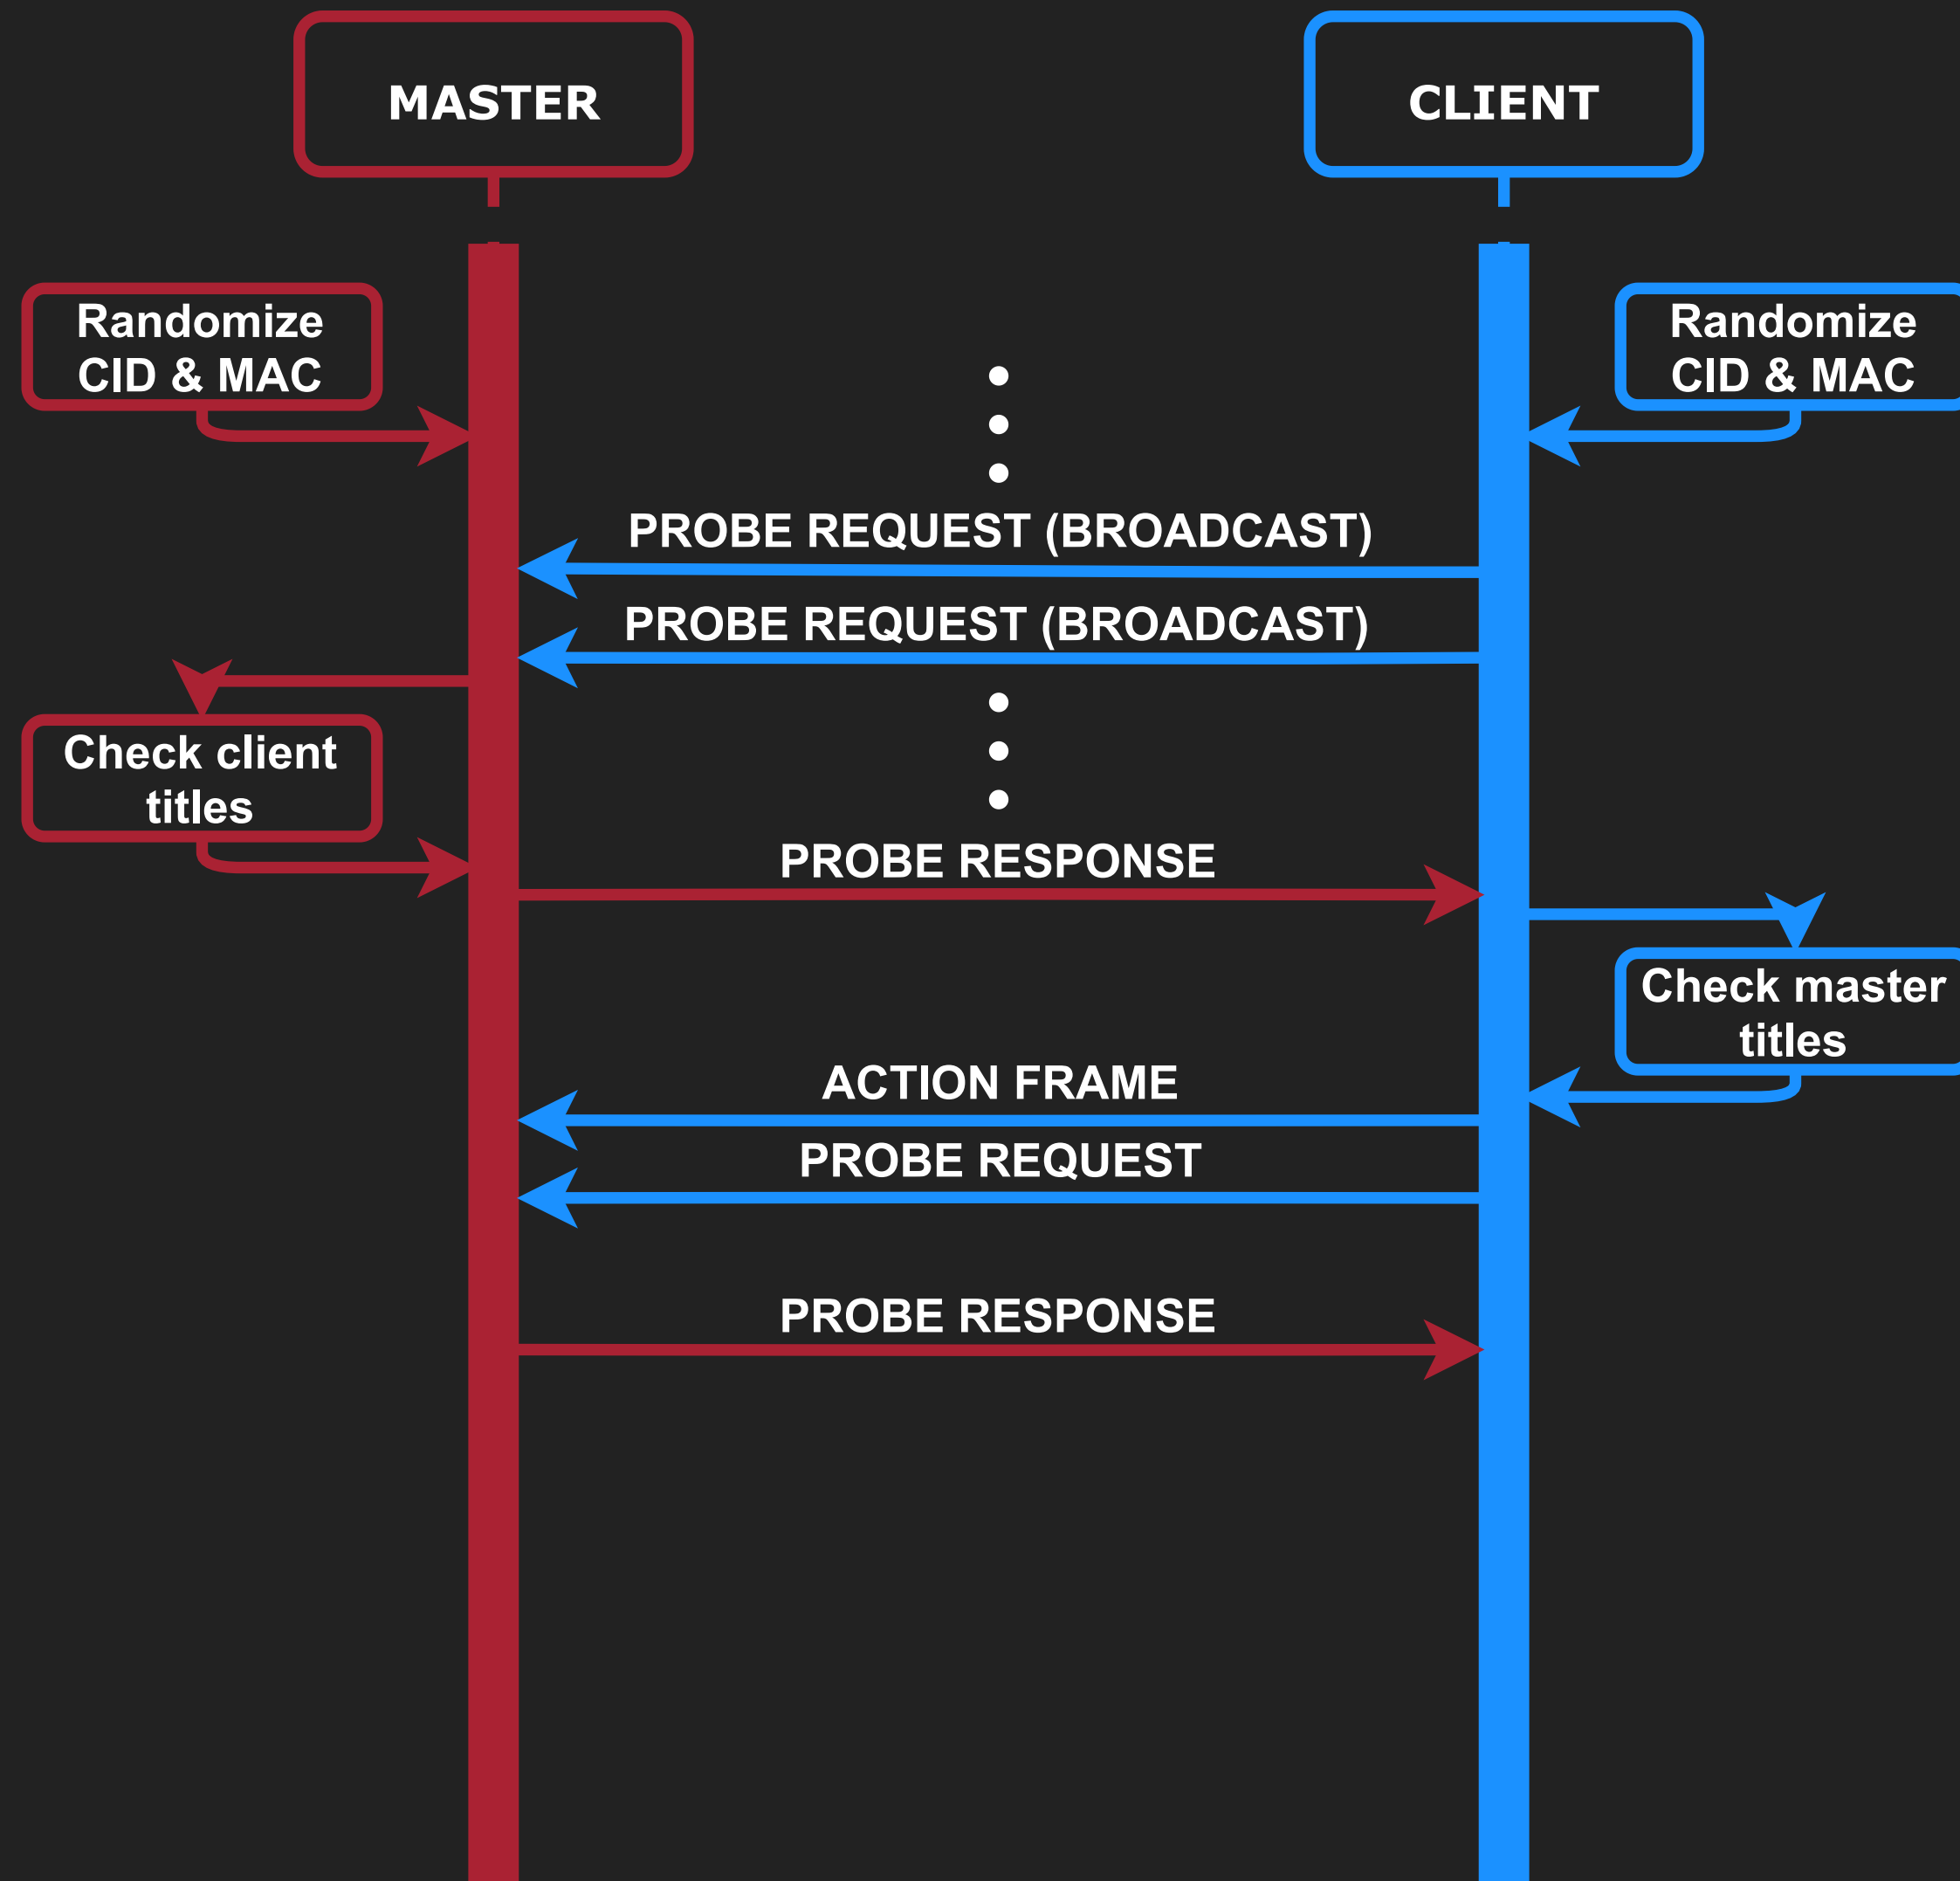 MASTER
CLIENT
Randomize
CID & MAC
Randomize
CID & MAC
PROBE REQUEST (BROADCAST)
PROBE REQUEST (BROADCAST)
Check client
titles
PROBE RESPONSE
Check master
titles
ACTION FRAME
PROBE REQUEST
PROBE RESPONSE